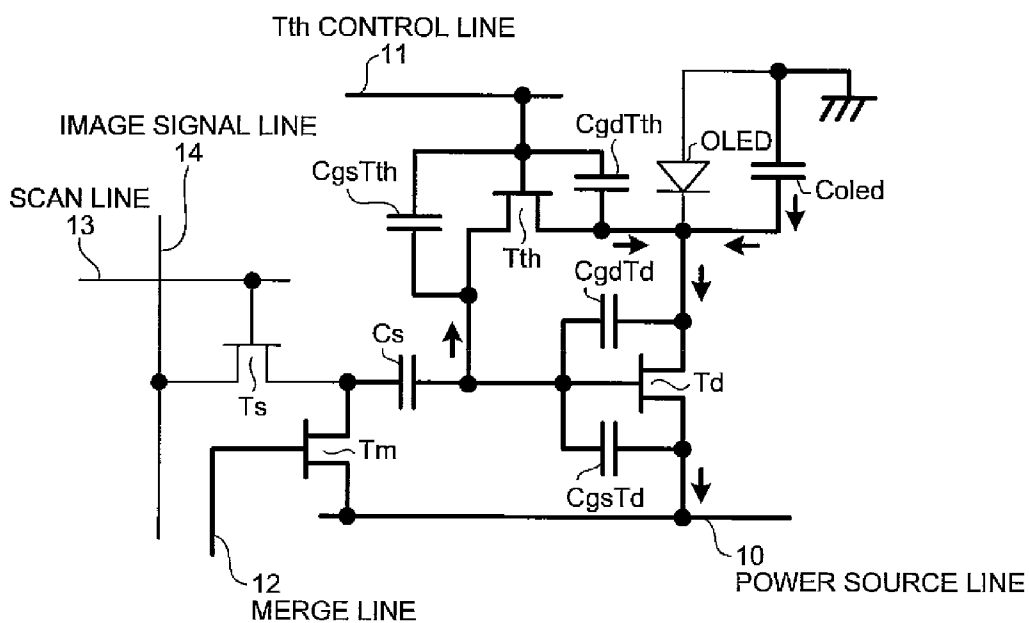 Tth CONTROL LINE
11
IMAGE SIGNAL LINE
14
SCAN LINE
13
CgsTth
CgdTth
OLED
Coled
Tth
CgdTd
Cs
Ts
Td
Tm
CgsTd
10
POWER SOURCE LINE
12
MERGE LINE